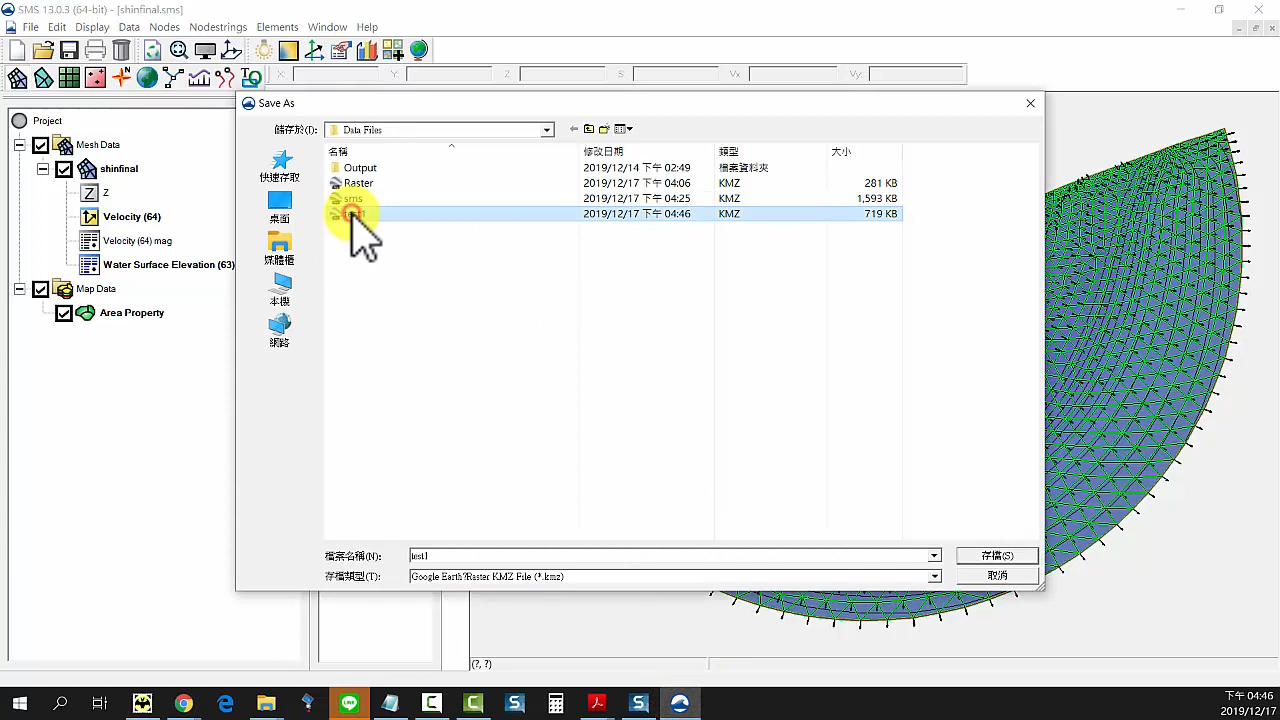 SMS 13.0.3 (64-bit) - [shinfinal.sms]
File Edit Display Data Nodes Nodestrings Elements Window Help
X: Y: Z: S: Vx: Vy:
Project
Mesh Data
shinfinal
Z
Velocity (64)
Velocity (64) mag
Water Surface Elevation (63)
Map Data
Area Property
Save As
儲存於(I): Data Files
快速存取
桌面
媒體櫃
本機
網路
名稱 修改日期 類型 大小
Output 2019/12/14 下午 02:49 檔案資料夾
Raster 2019/12/17 下午 04:06 KMZ 281 KB
sms 2019/12/17 下午 04:25 KMZ 1,593 KB
2019/12/17 下午 04:46 KMZ 719 KB
檔案名稱(N): test1 存檔(S)
存檔類型(T): Google Earth?Raster KMZ File (*.kmz) 取消
(?, ?)
下午 04:46
2019/12/17